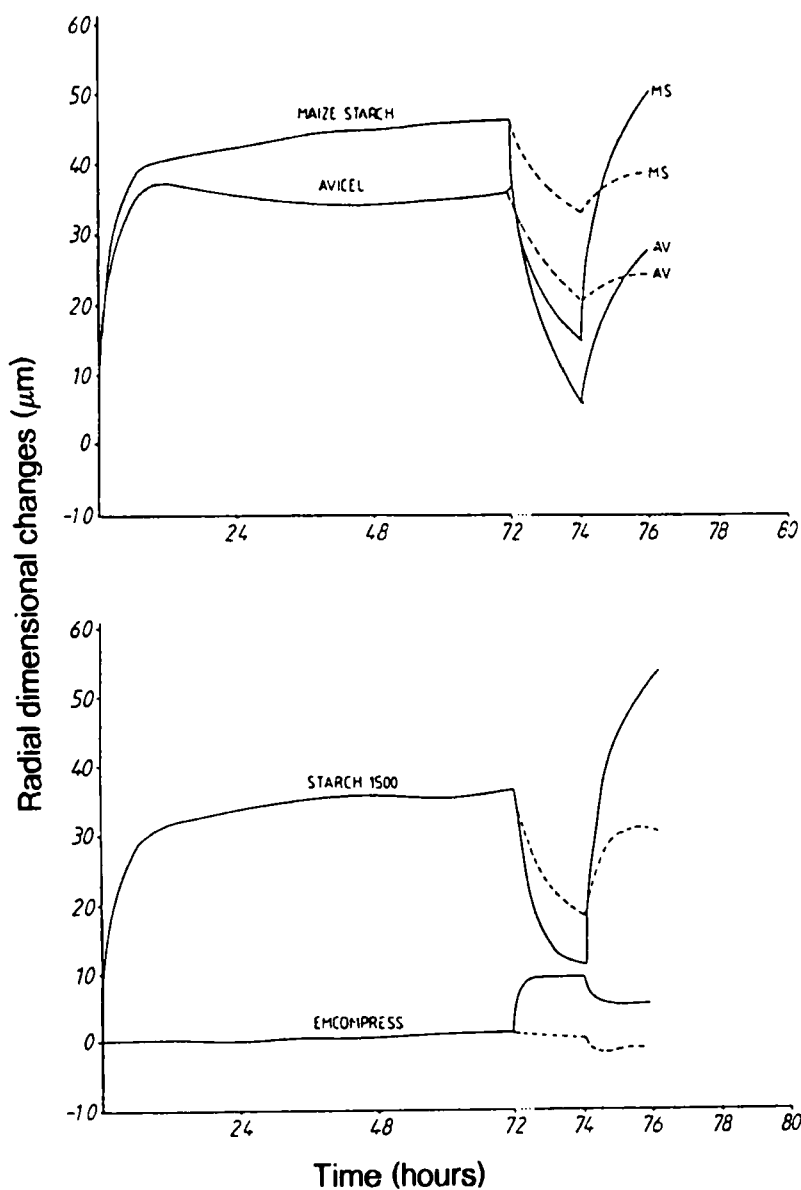 60
50
40
30
20
10
0
-10
MAIZE STARCH
AVICEL
MS
MS
AV
AV
24 48 72 74 76 78 60
Radial dimensional changes (μm)
60
50
40
30
20
10
0
-10
STARCH 1500
EMCOMPRESS
24 48 72 74 76 78 80
Time (hours)